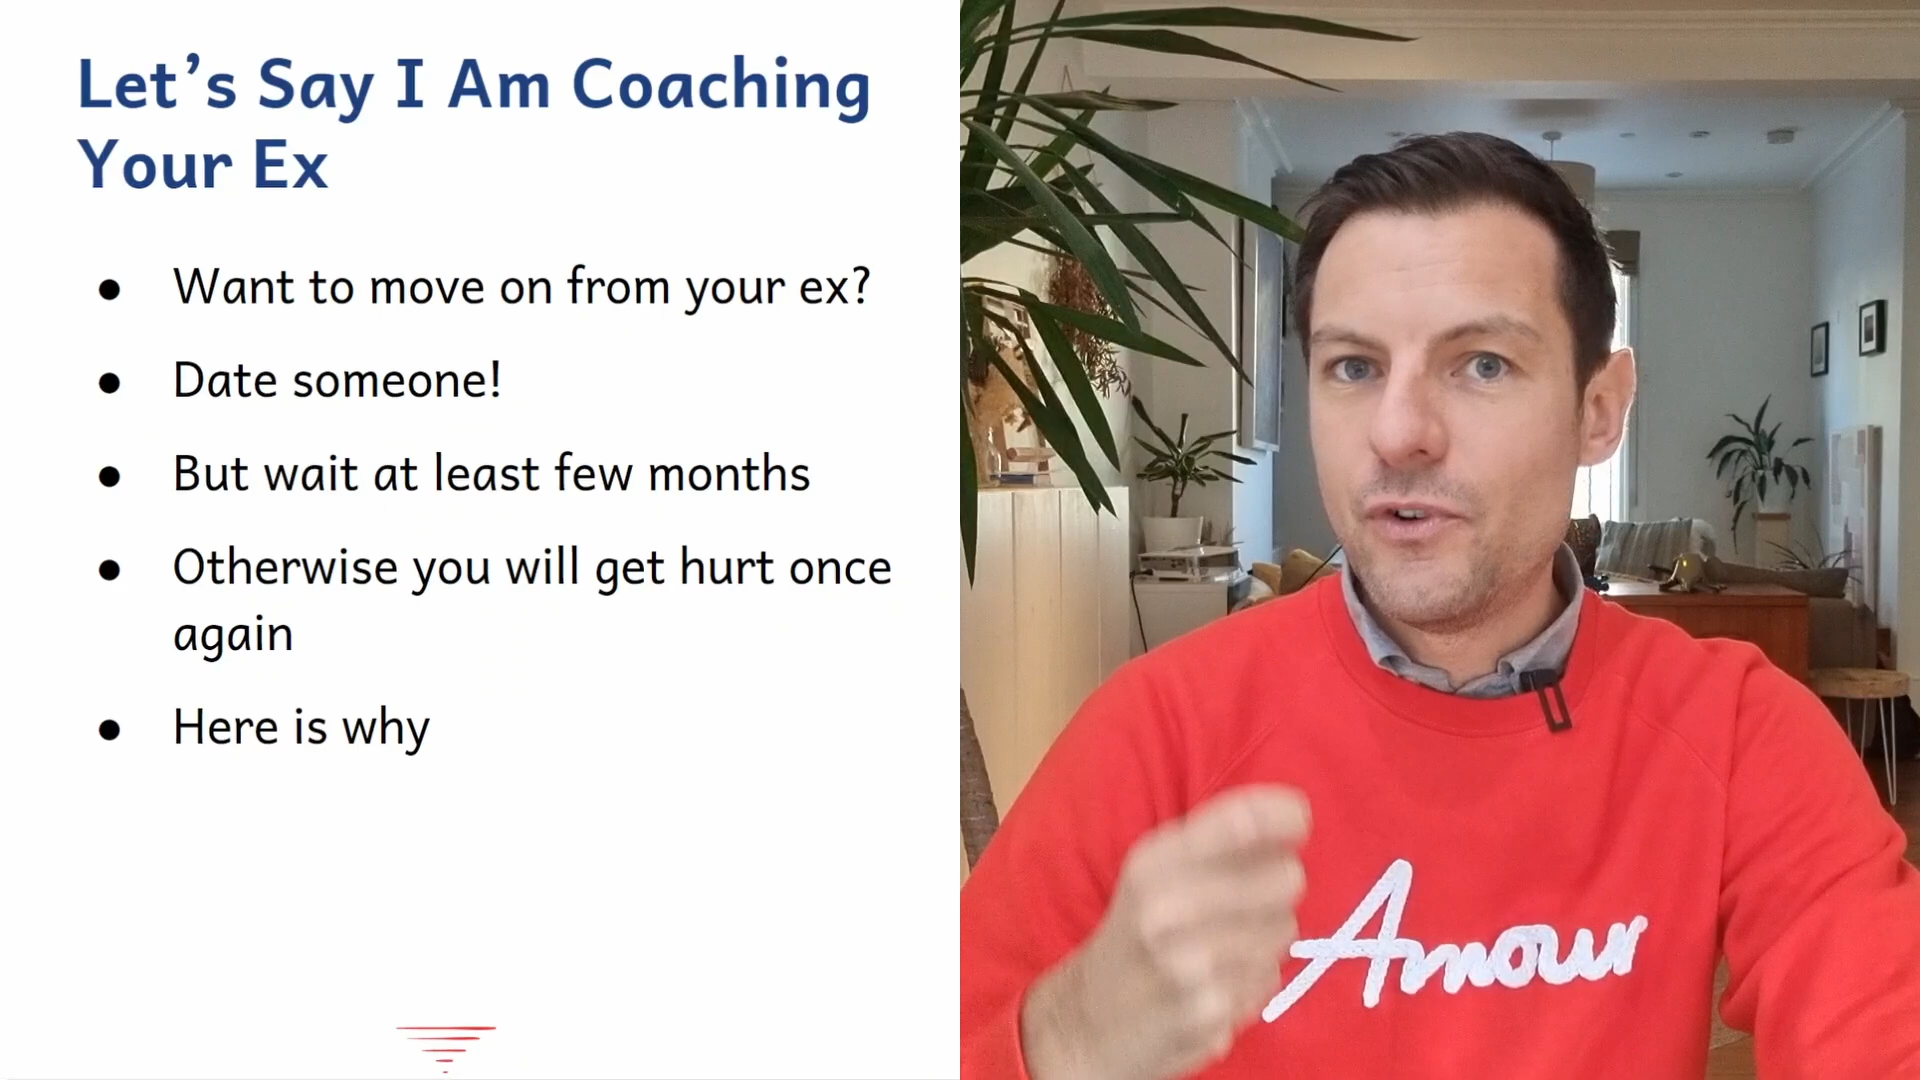 Let’s Say I Am Coaching
Your Ex
● Want to move on from your ex?
● Date someone!
● But wait at least few months
● Otherwise you will get hurt once
again
● Here is why
Amour